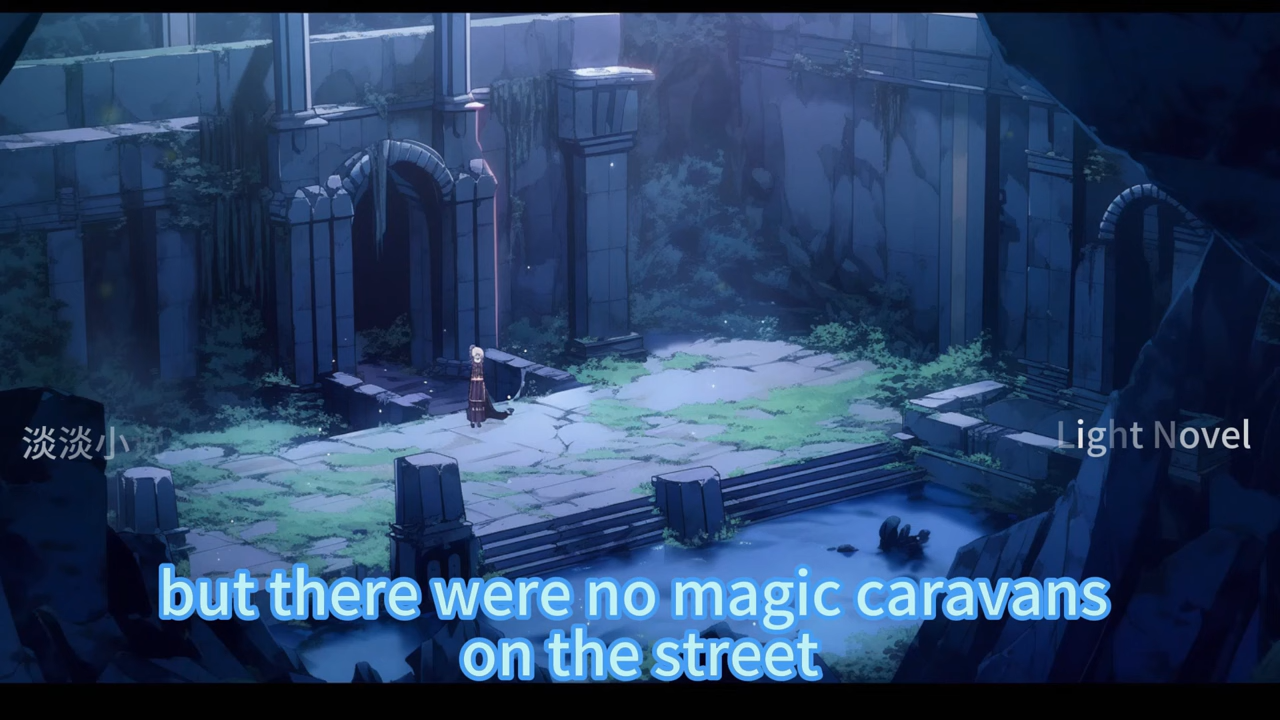 淡淡小
Light Novel
but there were no magic caravans
on the street